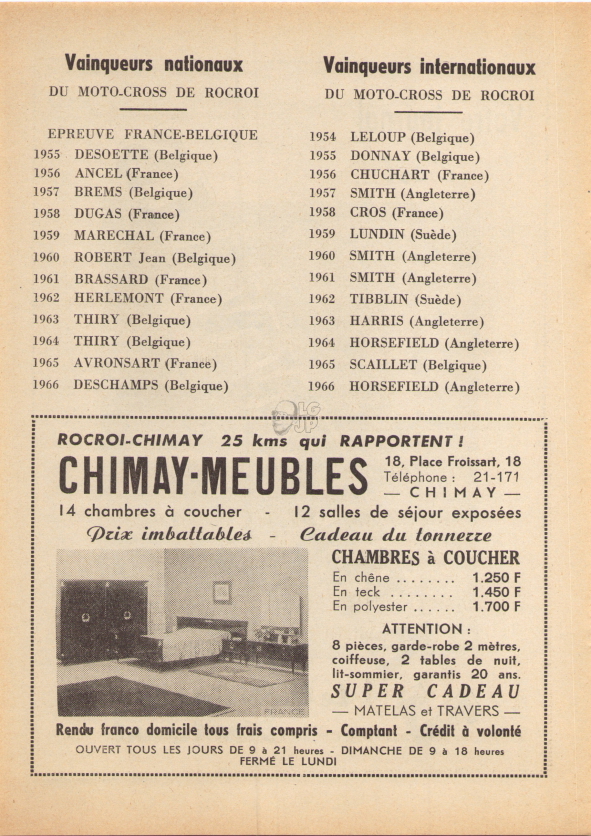 Vainqueurs nationaux
DU MOTO-CROSS DE ROCROI
EPREUVE FRANCE-BELGIQUE
1955 DESOETTE (Belgique)
1956 ANCEL (France)
1957 BREMS (Belgique)
1958 DUGAS (France)
1959 MARECHAL (France)
1960 ROBERT Jean (Belgique)
1961 BRASSARD (France)
1962 HERLEMONT (France)
1963 THIRY (Belgique)
1964 THIRY (Belgique)
1965 AVRONSART (France)
1966 DESCHAMPS (Belgique)
Vainqueurs internationaux
DU MOTO-CROSS DE ROCROI
1954 LELOUP (Belgique)
1955 DONNAY (Belgique)
1956 CHUCHART (France)
1957 SMITH (Angleterre)
1958 CROS (France)
1959 LUNDIN (Suède)
1960 SMITH (Angleterre)
1961 SMITH (Angleterre)
1962 TIBBLIN (Suède)
1963 HARRIS (Angleterre)
1964 HORSEFIELD (Angleterre)
1965 SCAILLET (Belgique)
1966 HORSEFIELD (Angleterre)
LG
JP
ROCROI-CHIMAY 25 kms qui RAPPORTENT !
CHIMAY-MEUBLES
18, Place Froissart, 18
Téléphone : 21-171
— CHIMAY —
14 chambres à coucher - 12 salles de séjour exposées
Prix imbattables - Cadeau du tonnerre
CHAMBRES à COUCHER
En chêne ........ 1.250 F
En teck ........ 1.450 F
En polyester ...... 1.700 F
ATTENTION :
8 pièces, garde-robe 2 mètres,
coiffeuse, 2 tables de nuit,
lit-sommier, garantis 20 ans.
SUPER CADEAU
— MATELAS et TRAVERS —
FRANCE
Rendu franco domicile tous frais compris - Comptant - Crédit à volonté
OUVERT TOUS LES JOURS DE 9 à 21 heures - DIMANCHE DE 9 à 18 heures
FERMÉ LE LUNDI